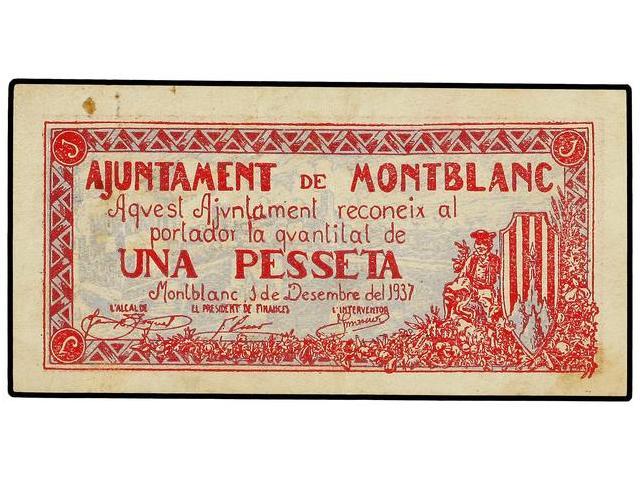 AJUNTAMENT DE MONTBLANC
Aqvest Ajvntament reconeix al
portador la qvantitat de
UNA PESSETA
Montblanc, 1 de Desembre del 1937
L'ALCALDE EL PRESIDENT DE FINANCES L'INTERVENTOR